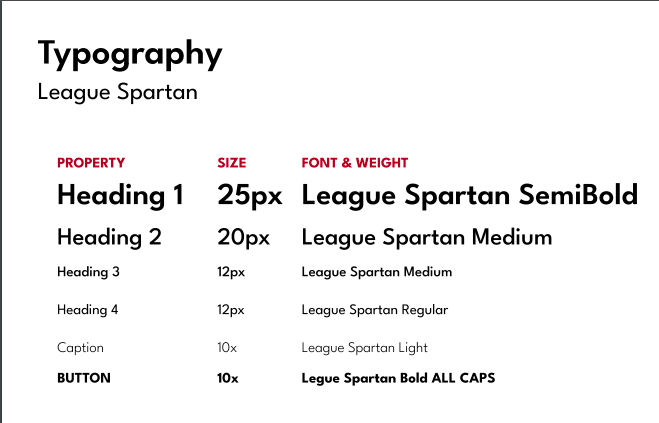 Typography
League Spartan
PROPERTY SIZE FONT & WEIGHT
Heading 1 25px League Spartan SemiBold
Heading 2 20px League Spartan Medium
Heading 3 12px League Spartan Medium
Heading 4 12px League Spartan Regular
Caption 10x League Spartan Light
BUTTON 10x Legue Spartan Bold ALL CAPS